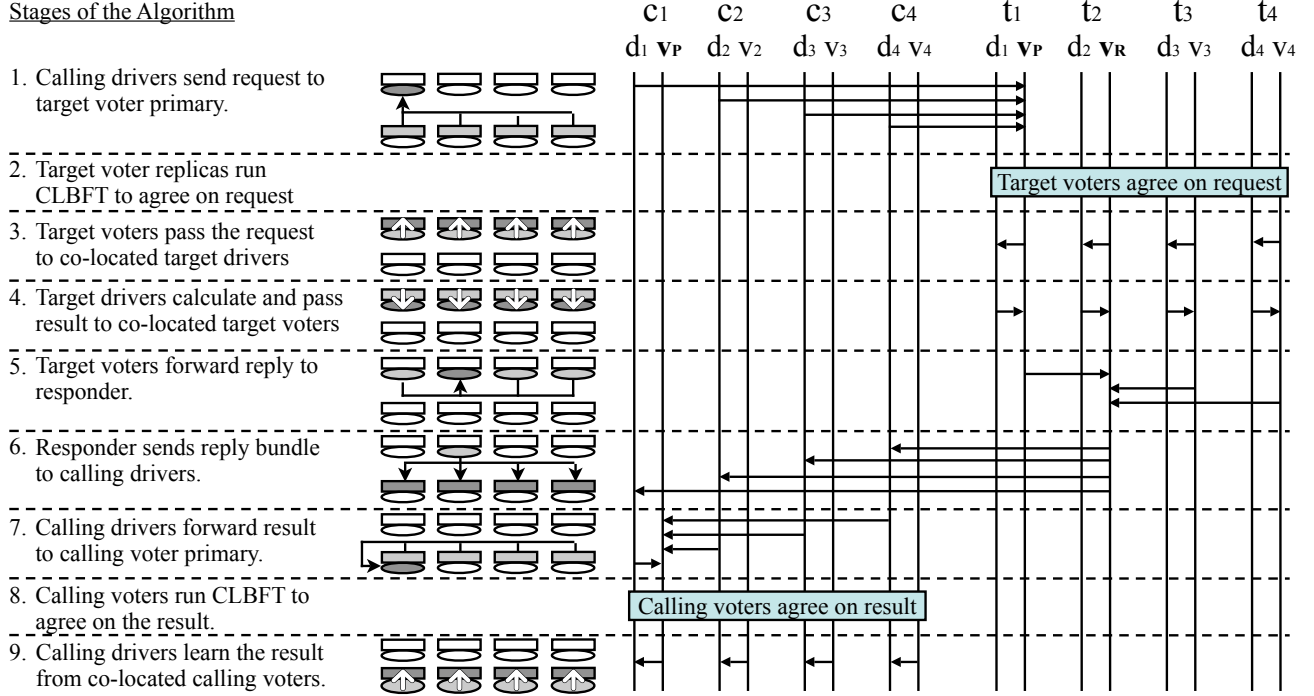 Stages of the Algorithm
c1 c2 c3 c4 t1 t2 t3 t4
d1 vP d2 v2 d3 v3 d4 v4 d1 vP d2 vR d3 v3 d4 v4
1. Calling drivers send request to
target voter primary.
2. Target voter replicas run
CLBFT to agree on request
Target voters agree on request
3. Target voters pass the request
to co-located target drivers
4. Target drivers calculate and pass
result to co-located target voters
5. Target voters forward reply to
responder.
6. Responder sends reply bundle
to calling drivers.
7. Calling drivers forward result
to calling voter primary.
8. Calling voters run CLBFT to
agree on the result.
Calling voters agree on result
9. Calling drivers learn the result
from co-located calling voters.